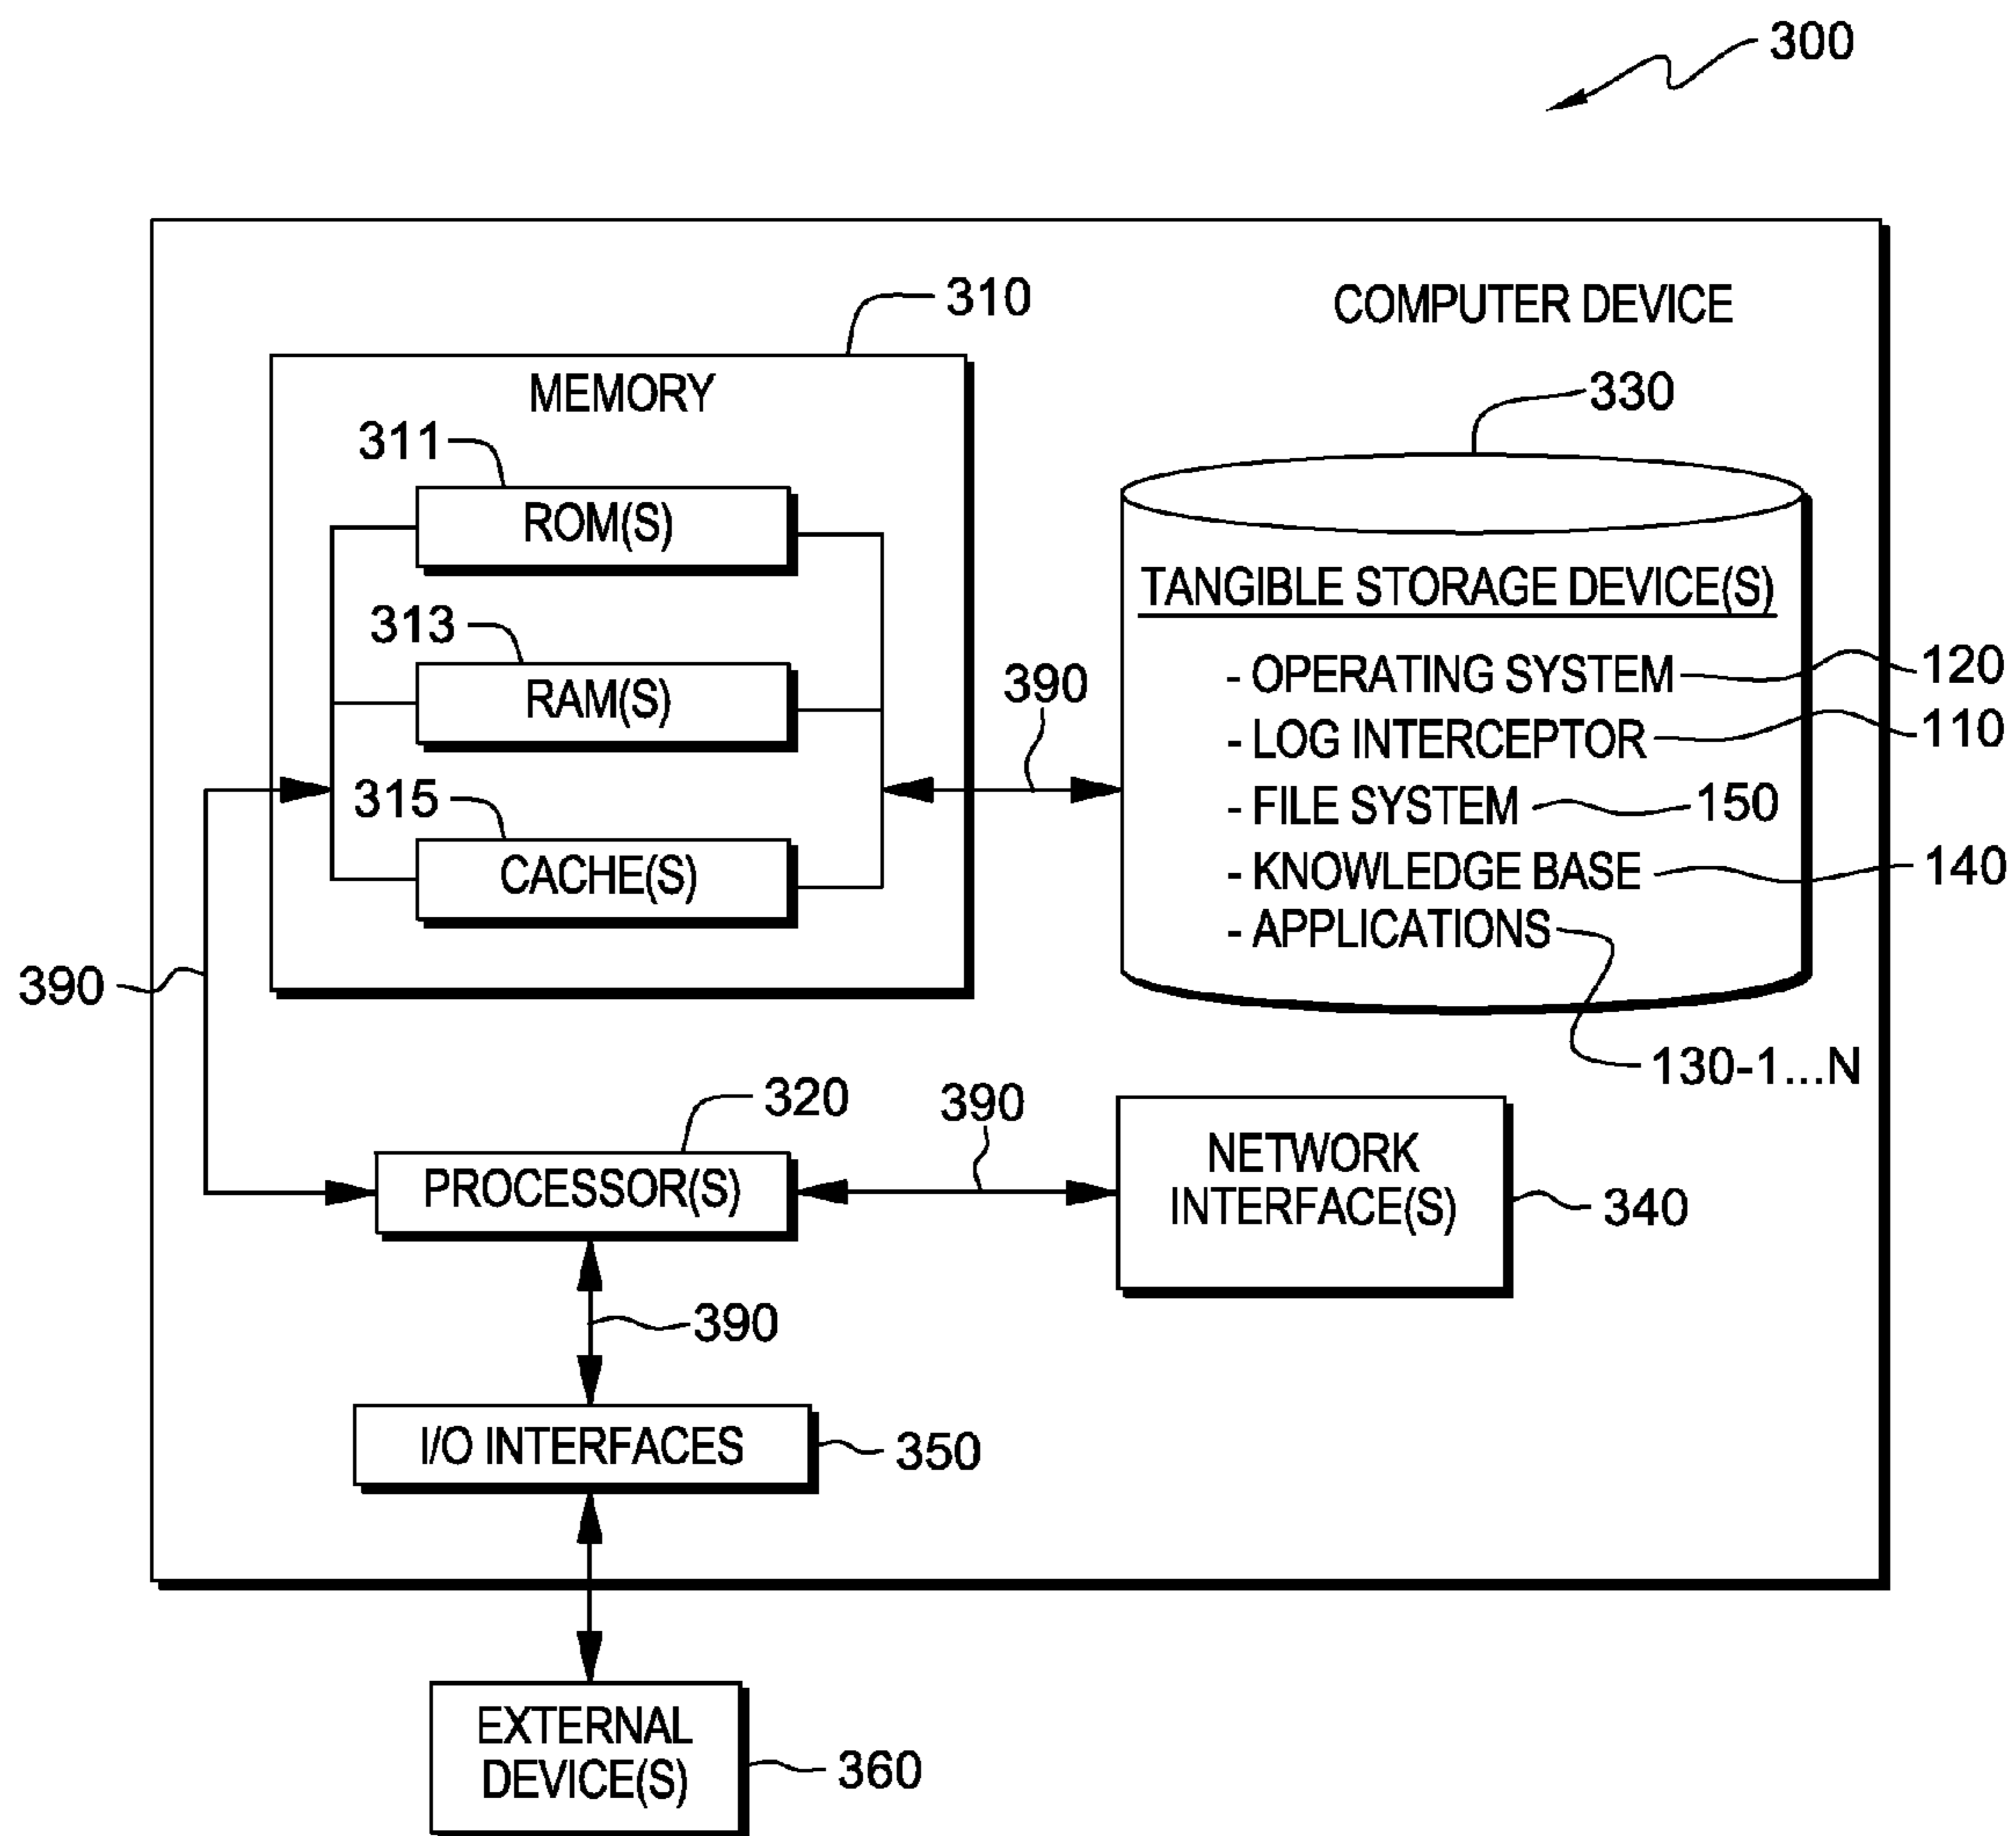 300
310
COMPUTER DEVICE
MEMORY
330
311
ROM(S)
TANGIBLE STORAGE DEVICE(S)
313
RAM(S)
390
- OPERATING SYSTEM
120
- LOG INTERCEPTOR
110
315
- FILE SYSTEM
150
CACHE(S)
- KNOWLEDGE BASE
140
- APPLICATIONS
390
130-1...N
320
390
PROCESSOR(S)
NETWORK
INTERFACE(S)
340
390
I/O INTERFACES
350
EXTERNAL
DEVICE(S)
360